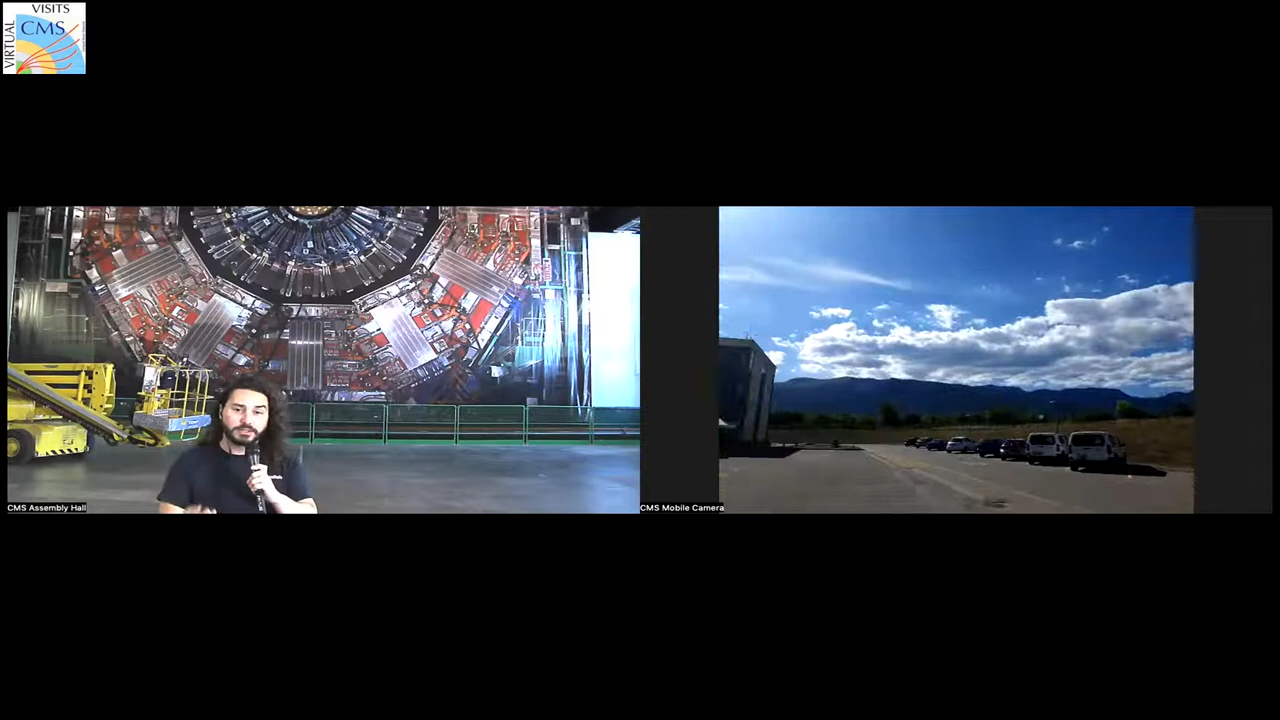 VISITS
CMS
VIRTUAL
CMS Assembly Hall
CMS Mobile Camera